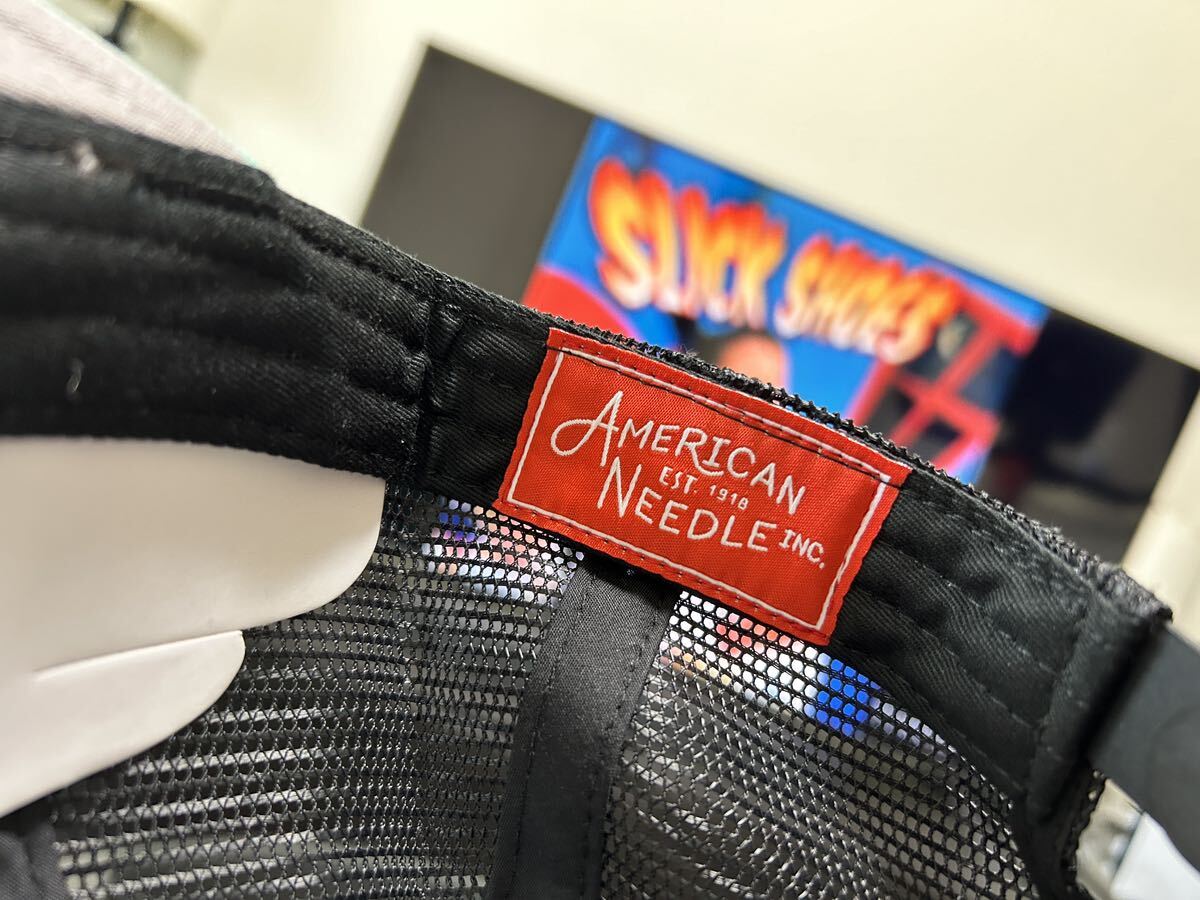 SLICK SHOES
AMERICAN
EST. 1918
NEEDLE INC.